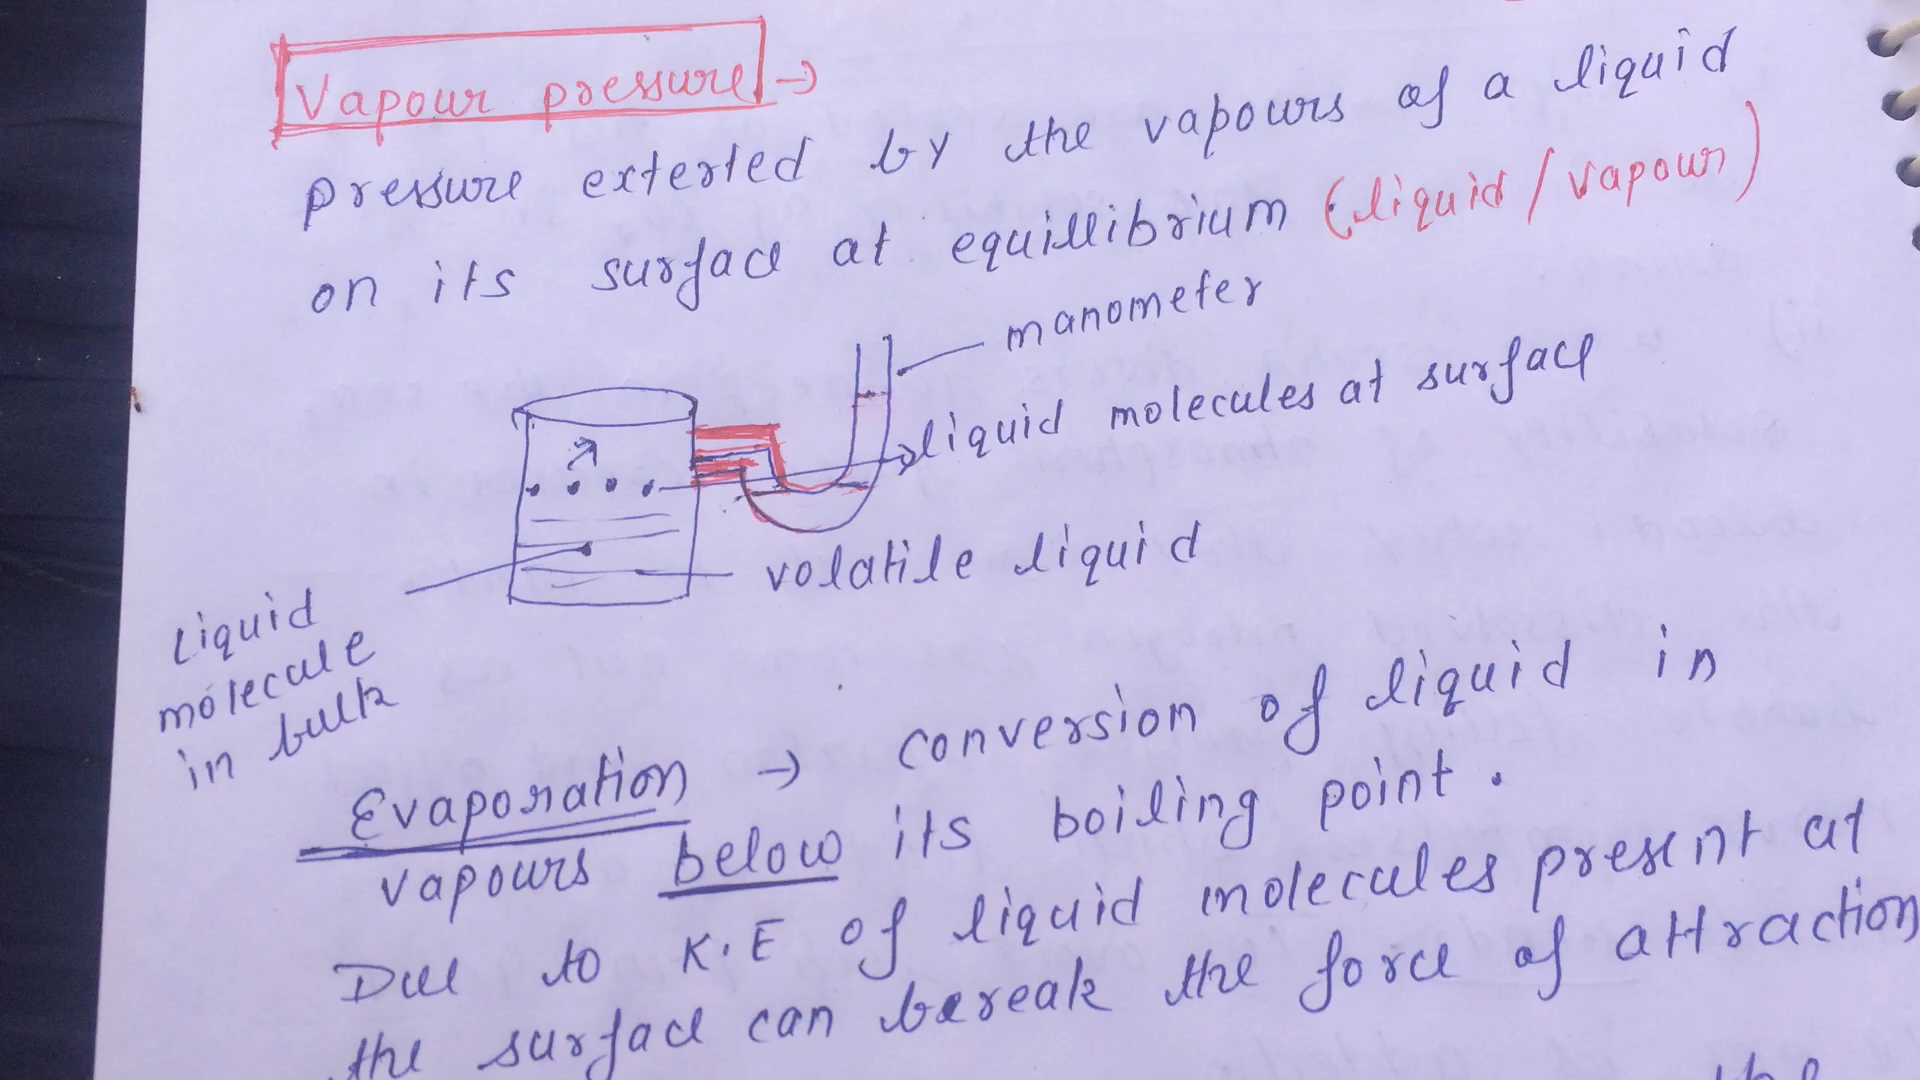 Vapour pressure →
pressure exterted by the vapours of a liquid
on its surface at equillibrium (liquid/vapour)
manometer
liquid molecules at surface
volatile liquid
Liquid
molecule
in bulk
Evaporation → conversion of liquid in
vapours below its boiling point.
Due to K.E of liquid molecules present at
the surface can bereak the force of attraction
the